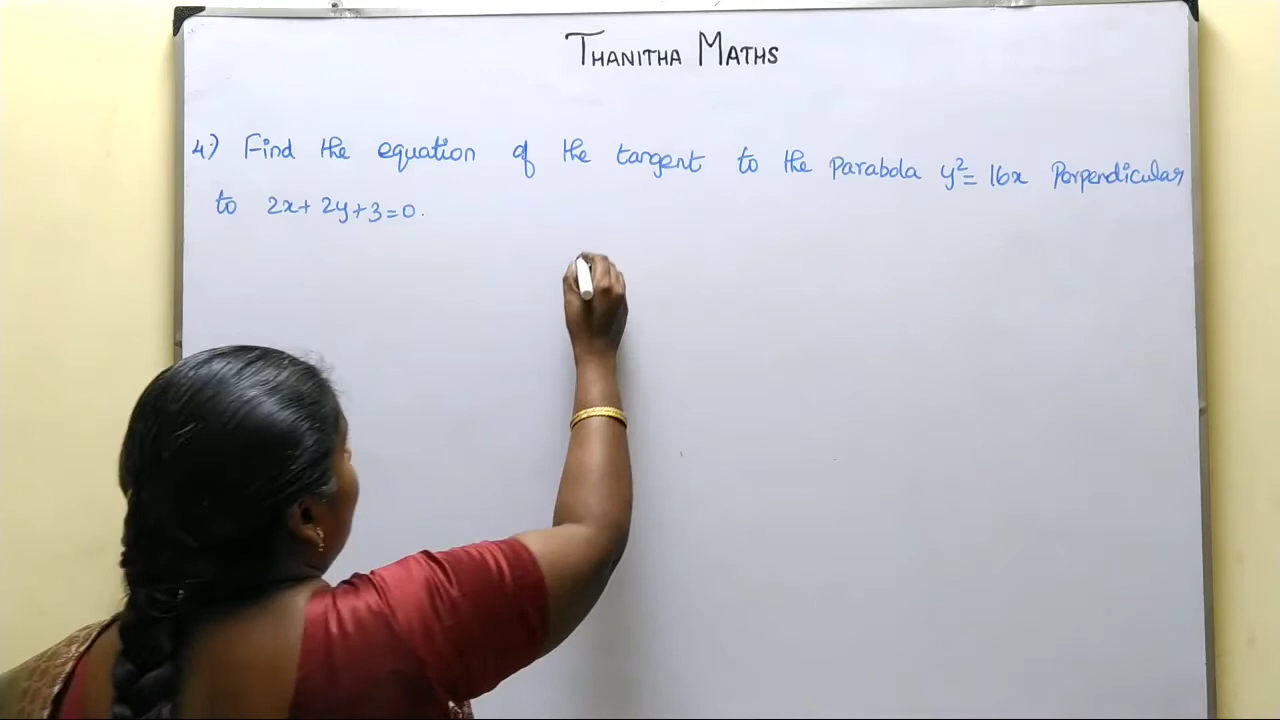 THANITHA MATHS
4.) Find the equation of the tangent to the parabola y²= 16x Perpendicular
to 2x+ 2y+3=0.